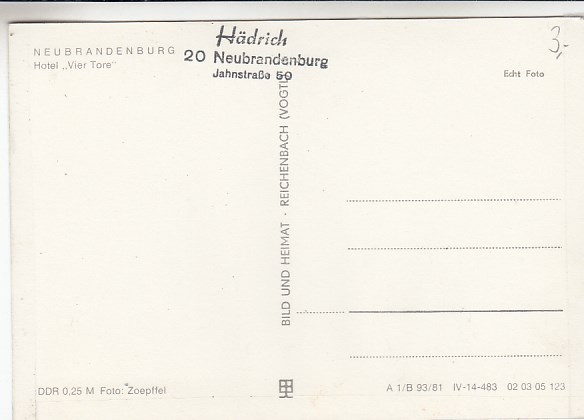 NEUBRANDENBURG
Hotel „Vier Tore"
Hädrich
20 Neubrandenburg
Jahnstraße 50
3,-
Echt Foto
BILD UND HEIMAT · REICHENBACH (VOGTL
DDR 0,25 M Foto: Zoepffel
A 1/B 93/81 IV-14-483 02 03 05 123